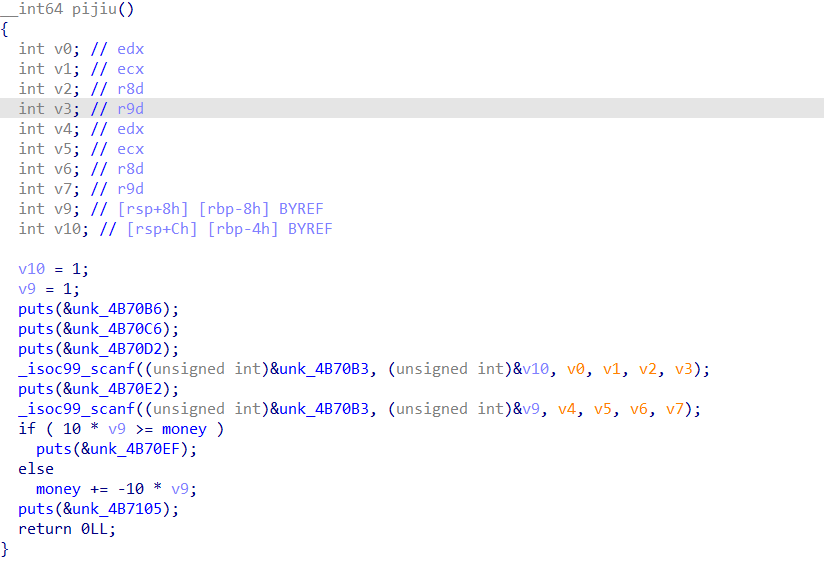 __int64 pijiu()
{
  int v0; // edx
  int v1; // ecx
  int v2; // r8d
  int v3; // r9d
  int v4; // edx
  int v5; // ecx
  int v6; // r8d
  int v7; // r9d
  int v9; // [rsp+8h] [rbp-8h] BYREF
  int v10; // [rsp+Ch] [rbp-4h] BYREF

  v10 = 1;
  v9 = 1;
  puts(&unk_4B70B6);
  puts(&unk_4B70C6);
  puts(&unk_4B70D2);
  _isoc99_scanf((unsigned int)&unk_4B70B3, (unsigned int)&v10, v0, v1, v2, v3);
  puts(&unk_4B70E2);
  _isoc99_scanf((unsigned int)&unk_4B70B3, (unsigned int)&v9, v4, v5, v6, v7);
  if ( 10 * v9 >= money )
    puts(&unk_4B70EF);
  else
    money += -10 * v9;
  puts(&unk_4B7105);
  return 0LL;
}